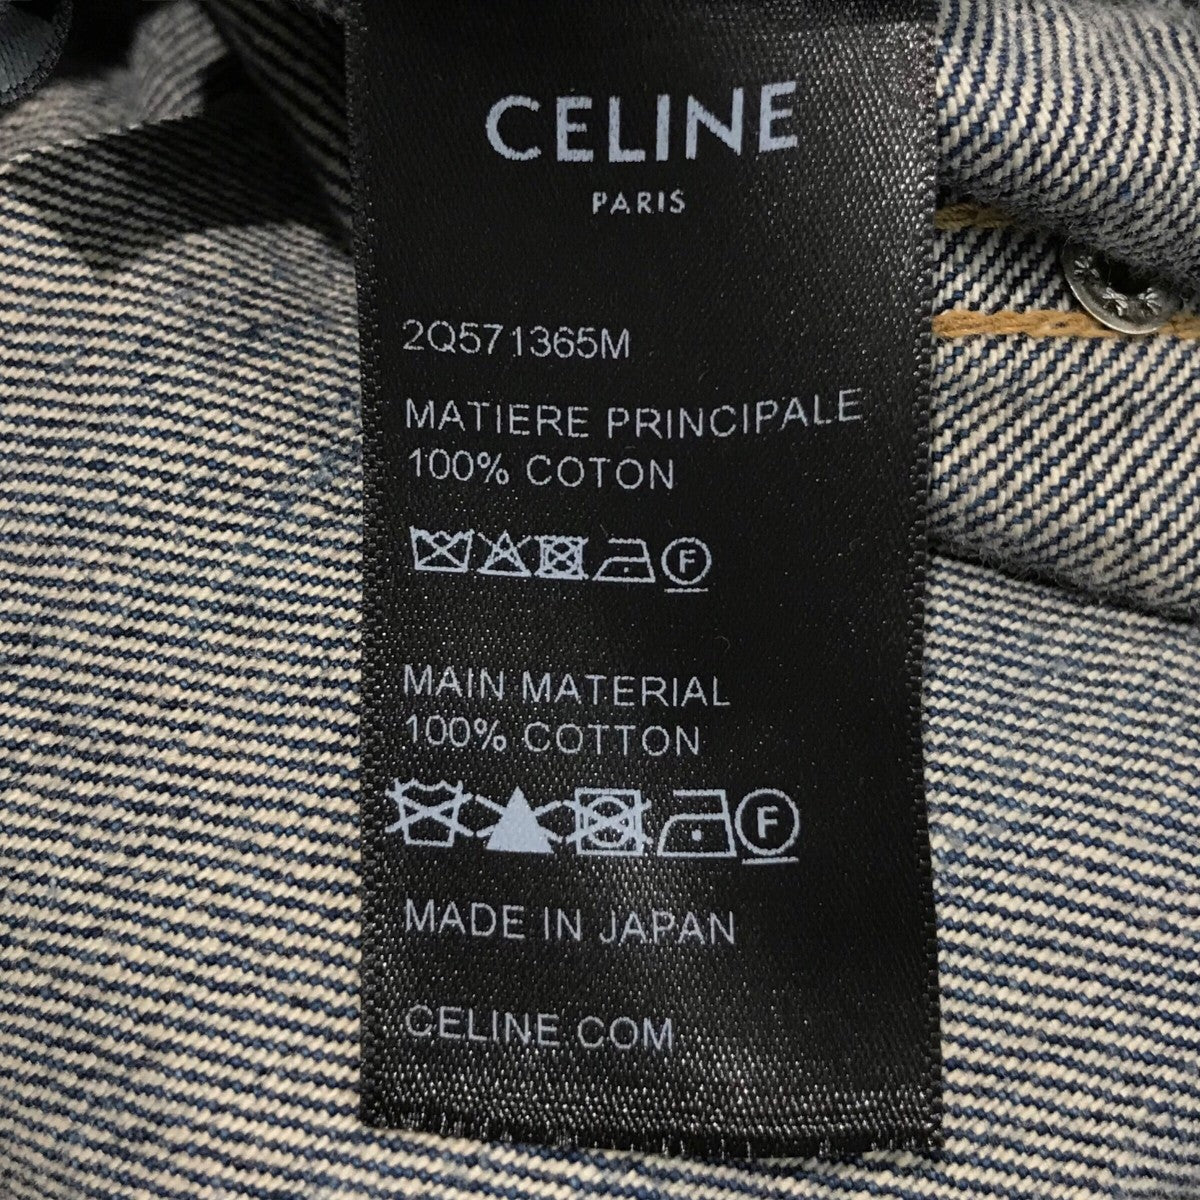 CELINE
PARIS
2Q571365M
MATIERE PRINCIPALE
100% COTON
F
MAIN MATERIAL
100% COTTON
F
MADE IN JAPAN
CELINE.COM